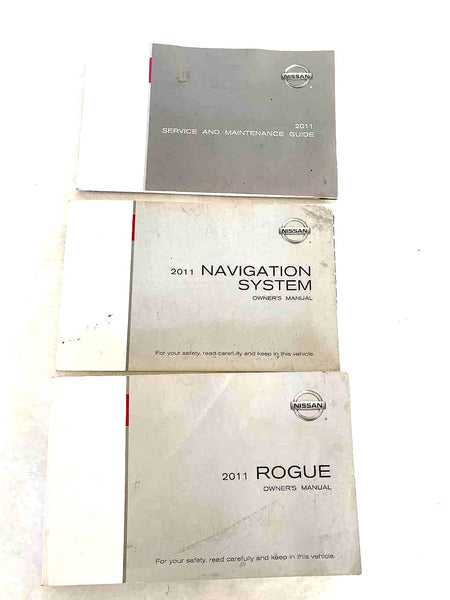 NISSAN
2011
SERVICE AND MAINTENANCE GUIDE
NISSAN
2011 NAVIGATION
SYSTEM
OWNER'S MANUAL
For your safety, read carefully and keep in this vehicle.
NISSAN
2011 ROGUE
OWNER'S MANUAL
For your safety, read carefully and keep in this vehicle.